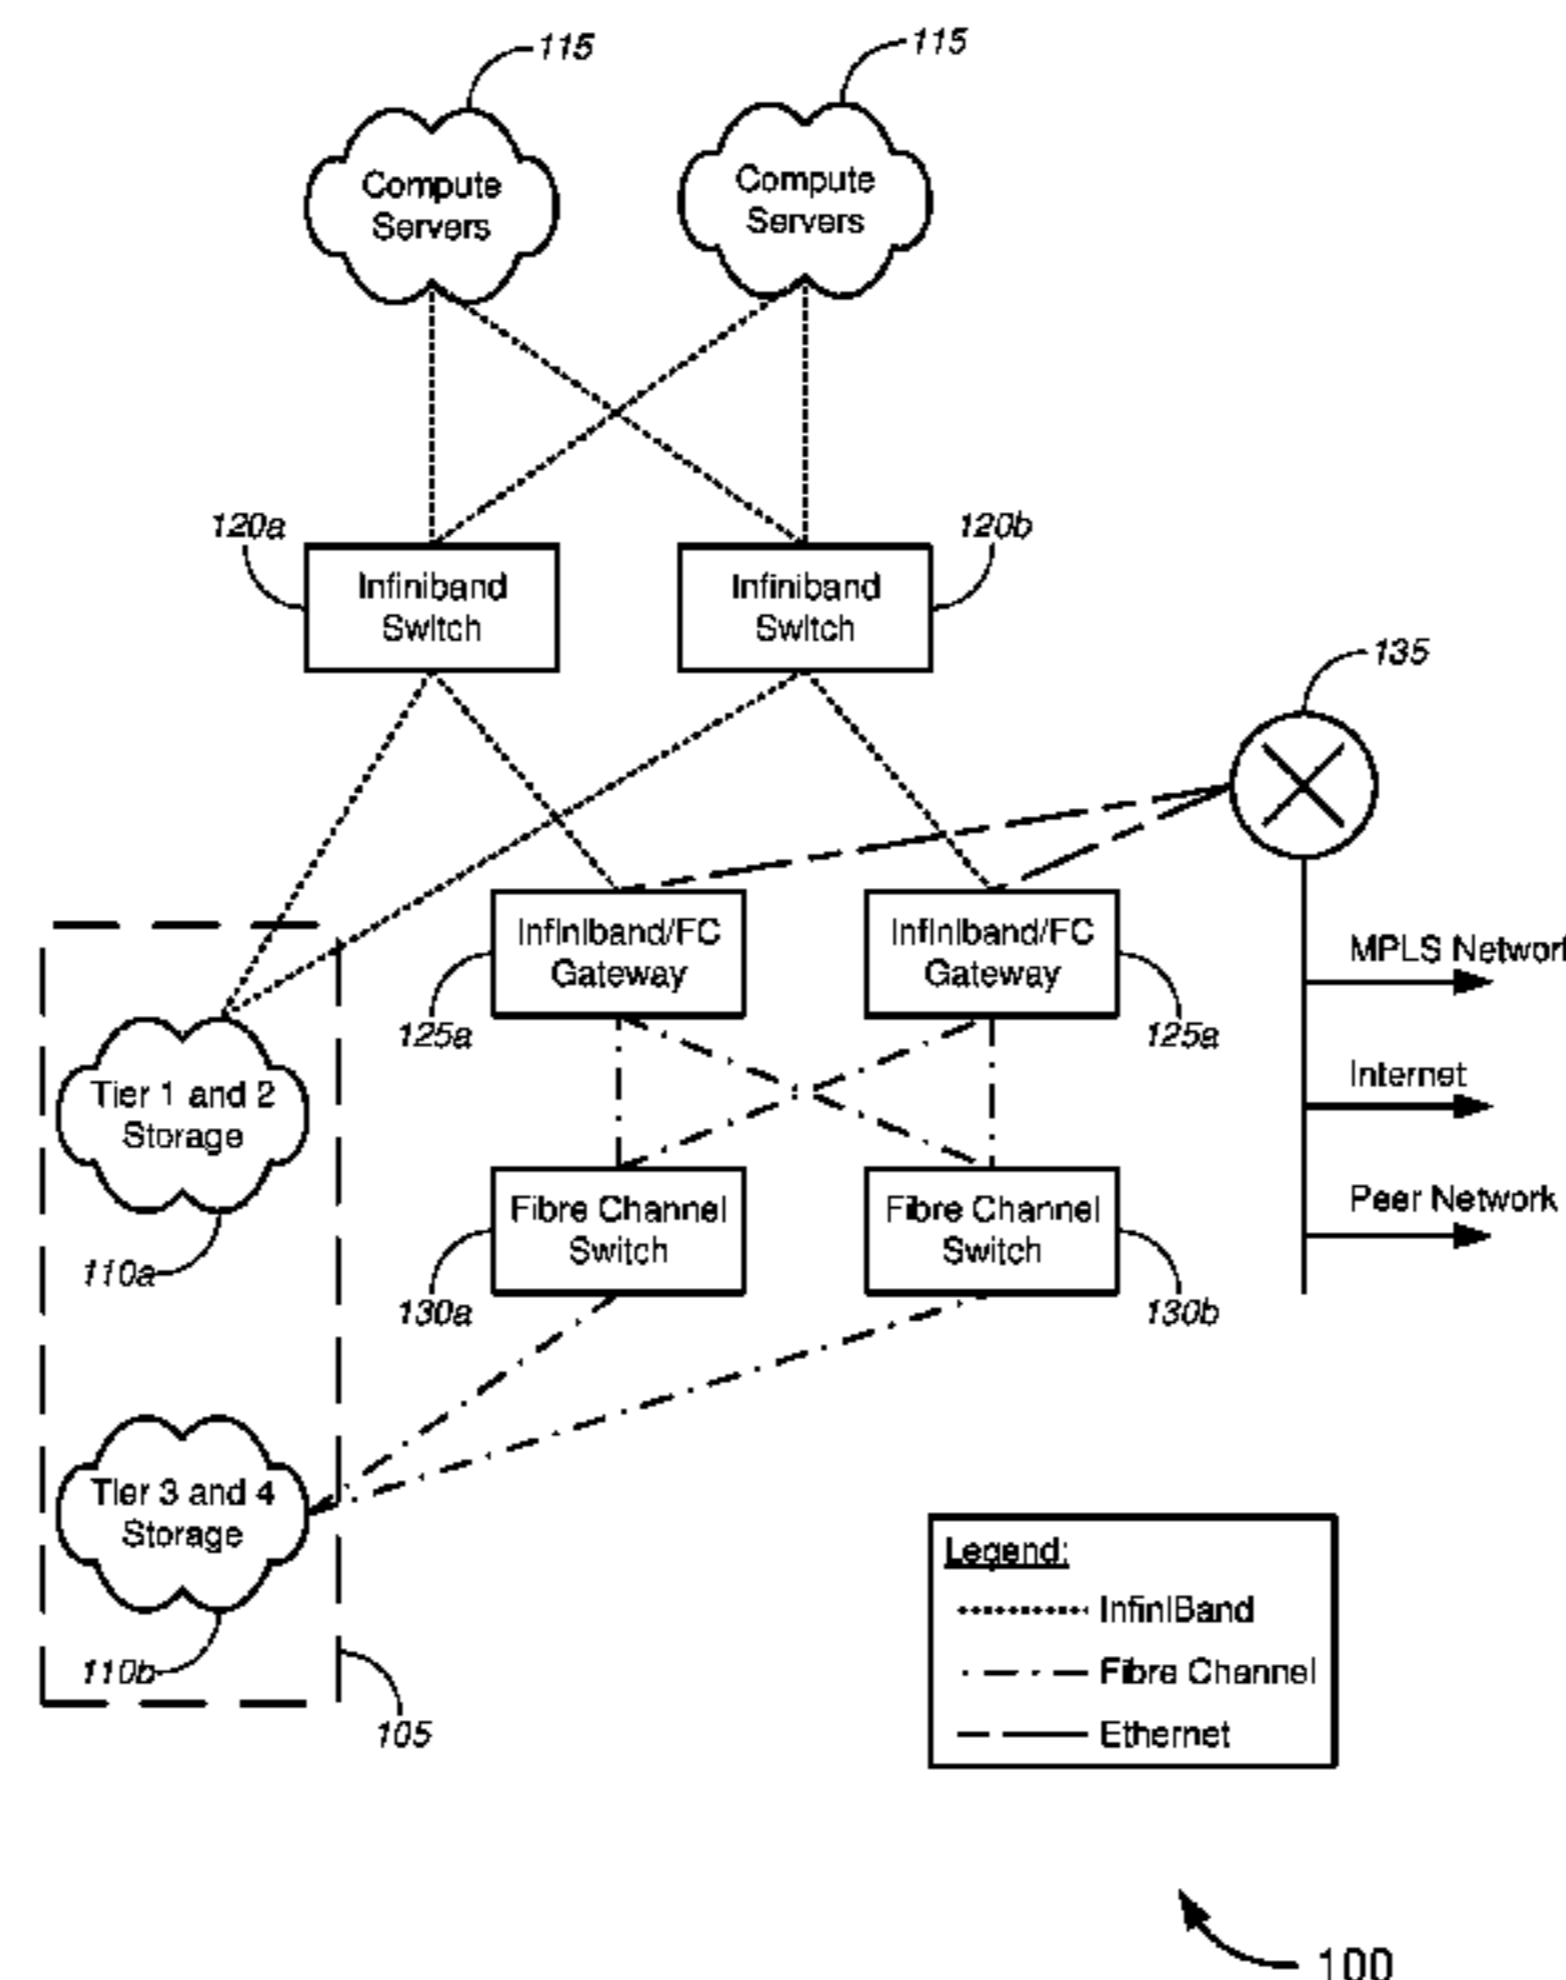 115
115
Compute
Servers
Compute
Servers
120a
120b
Infiniband
Switch
Infiniband
Switch
135
Infiniband/FC
Gateway
Infiniband/FC
Gateway
MPLS Networ
125a
125a
Internet
Tier 1 and 2
Storage
Fibre Channel
Switch
Fibre Channel
Switch
Peer Network
110a
130a
130b
Tier 3 and 4
Storage
Legend:
InfiniBand
110b
Fibre Channel
105
Ethernet
100